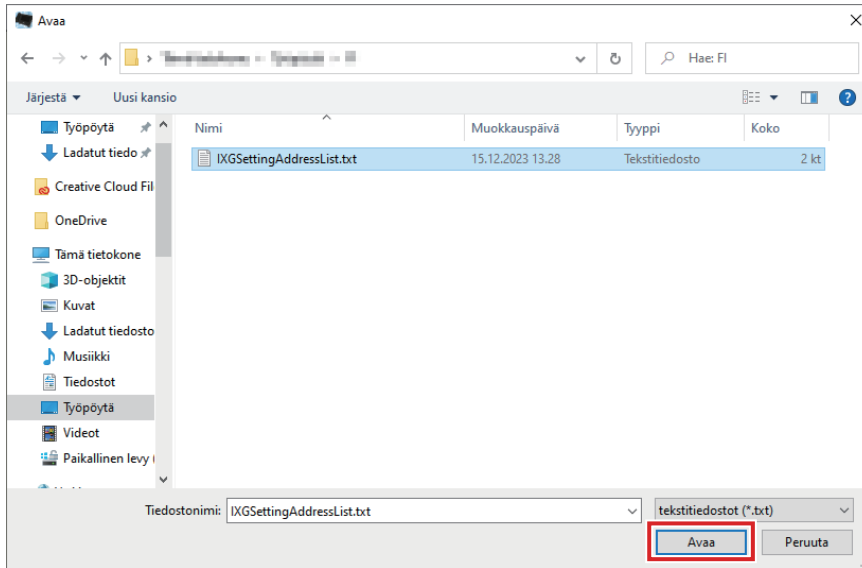 Avaa
Hae: FI
Järjestä
Uusi kansio
Nimi
Muokkauspäivä
Tyyppi
Koko
IXGSettingAddressList.txt
15.12.2023 13.28
Tekstitiedosto
2 kt
Työpöytä
Ladatut tiedo
Creative Cloud Fil
OneDrive
Tämä tietokone
3D-objektit
Kuvat
Ladatut tiedosto
Musiikki
Tiedostot
Työpöytä
Videot
Paikallinen levy (
Tiedostonimi:
IXGSettingAddressList.txt
tekstitiedostot (*.txt)
Avaa
Peruuta